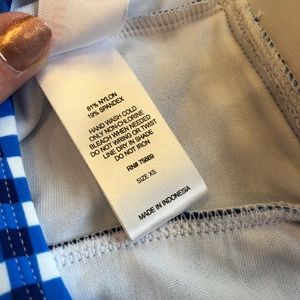 81% NYLON
19% SPANDEX
HAND WASH COLD
ONLY NON-CHLORINE
BLEACH WHEN NEEDED
DO NOT WRING OR TWIST
LINE DRY IN SHADE
DO NOT IRON
RN# 75669
SIZE XS
MADE IN INDONESIA